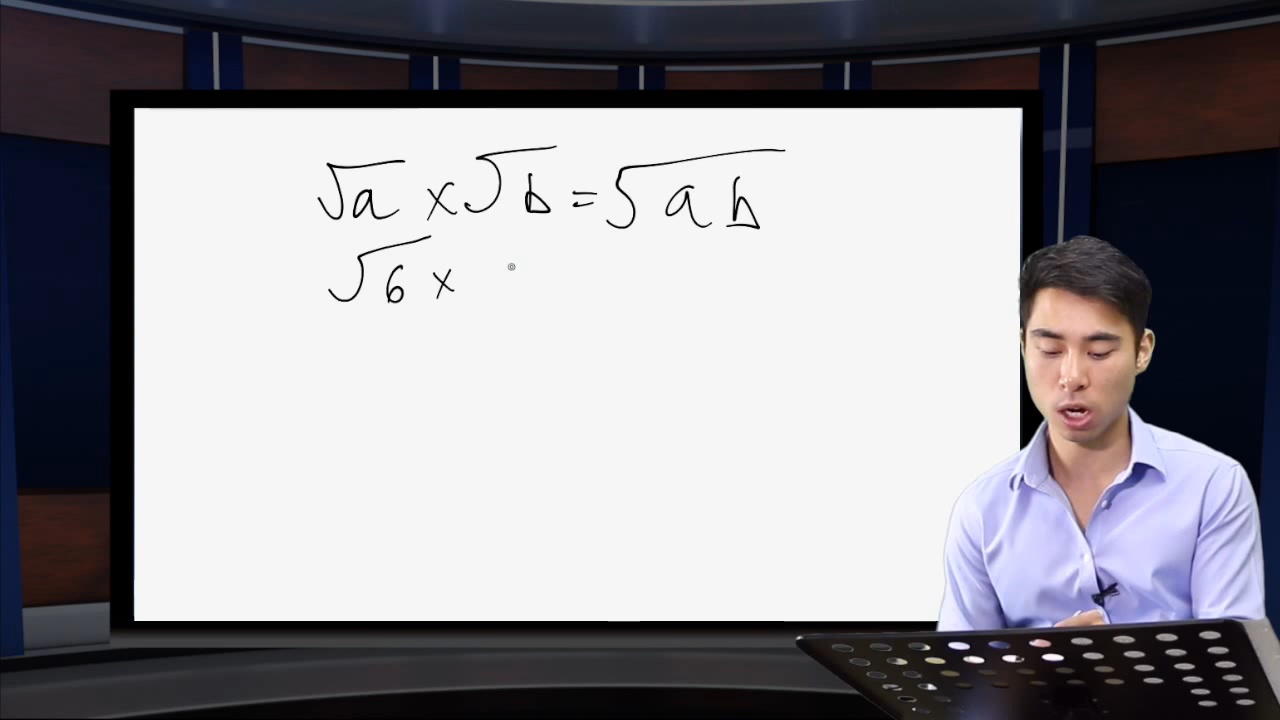 √a × √b = √ab
√6 ×